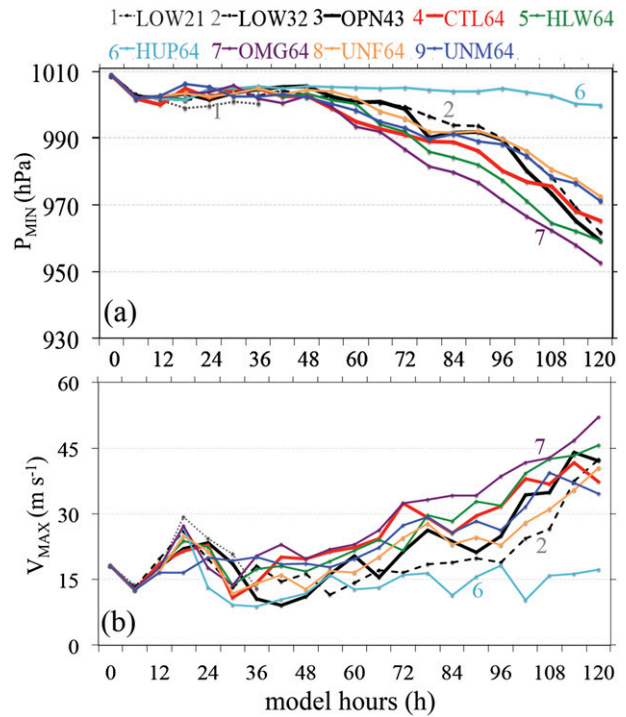 1 LOW21 2 LOW32 3 OPN43 4 CTL64 5 HLW64
6 HUP64 7 OMG64 8 UNF64 9 UNM64
1010
990
970
950
930
P_MIN (hPa)
6
1
2
7
(a)
0 12 24 36 48 60 72 84 96 108 120
60
45
30
15
0
V_MAX (m s⁻¹)
7
2
6
(b)
0 12 24 36 48 60 72 84 96 108 120
model hours (h)